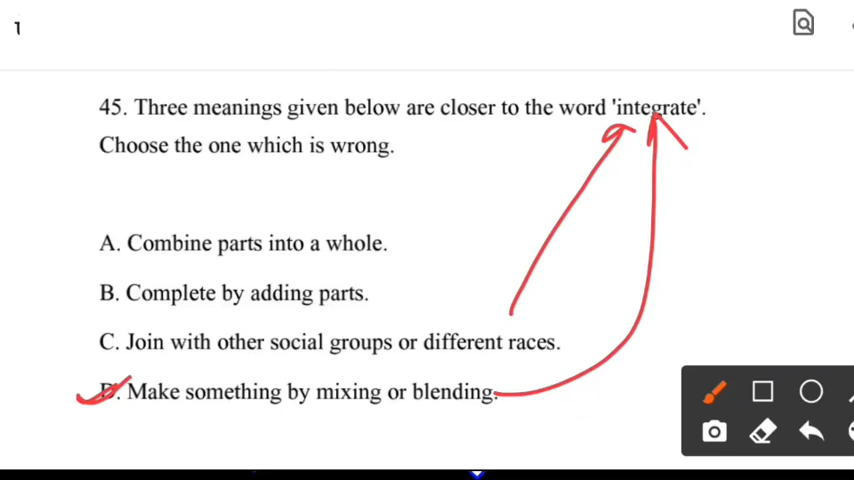 1
45. Three meanings given below are closer to the word 'integrate'.
Choose the one which is wrong.
A. Combine parts into a whole.
B. Complete by adding parts.
C. Join with other social groups or different races.
D. Make something by mixing or blending.